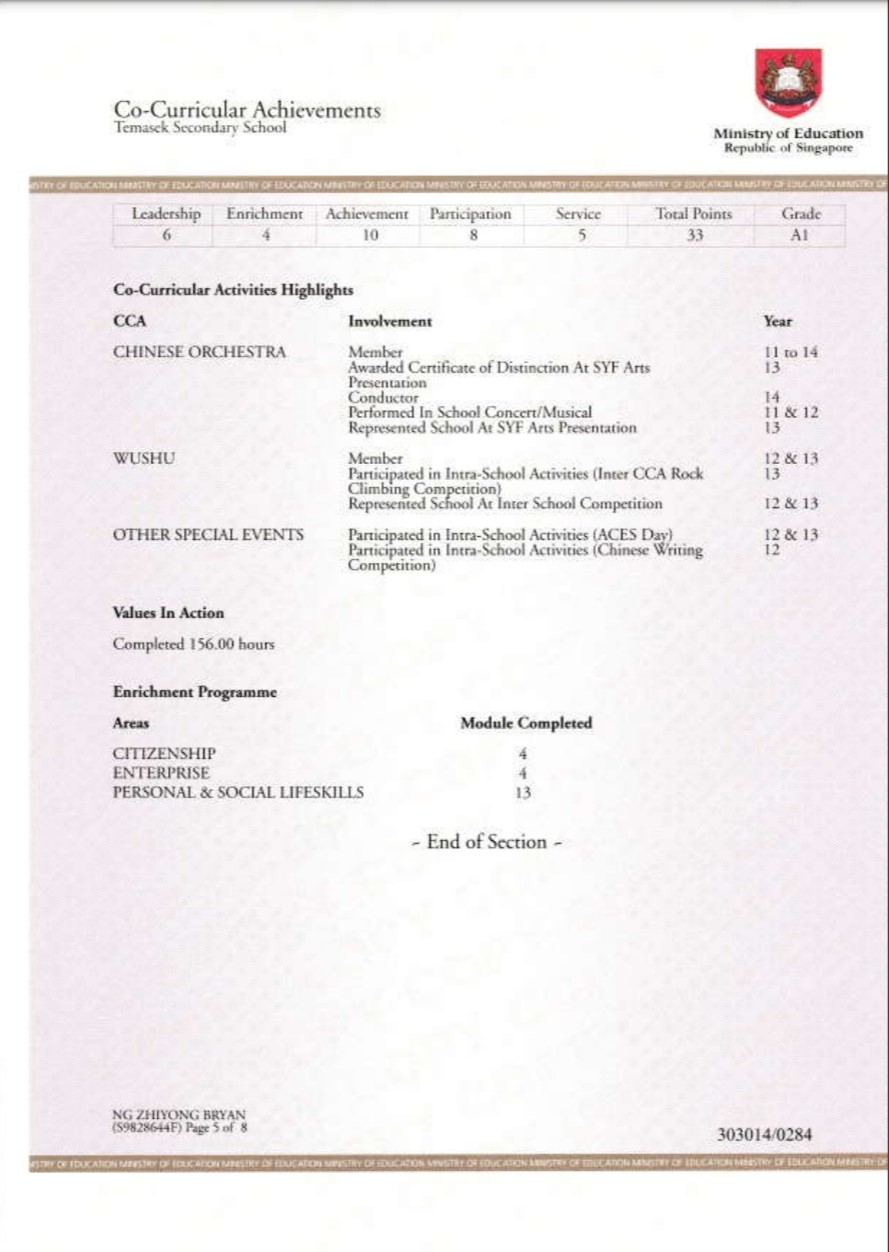 Co-Curricular Achievements
Temasek Secondary School
Ministry of Education
Republic of Singapore
MINISTRY OF EDUCATION MINISTRY OF EDUCATION MINISTRY OF EDUCATION MINISTRY OF EDUCATION MINISTRY OF EDUCATION MINISTRY OF EDUCATION MINISTRY OF EDUCATION MINISTRY OF EDUCATION
Leadership Enrichment Achievement Participation Service Total Points Grade
6 4 10 8 5 33 A1
Co-Curricular Activities Highlights
CCA Involvement Year
CHINESE ORCHESTRA Member 11 to 14
Awarded Certificate of Distinction At SYF Arts 13
Presentation
Conductor 14
Performed In School Concert/Musical 11 & 12
Represented School At SYF Arts Presentation 13
WUSHU Member 12 & 13
Participated in Intra-School Activities (Inter CCA Rock 13
Climbing Competition)
Represented School At Inter School Competition 12 & 13
OTHER SPECIAL EVENTS Participated in Intra-School Activities (ACES Day) 12 & 13
Participated in Intra-School Activities (Chinese Writing 12
Competition)
Values In Action
Completed 156.00 hours
Enrichment Programme
Areas Module Completed
CITIZENSHIP 4
ENTERPRISE 4
PERSONAL & SOCIAL LIFESKILLS 13
- End of Section -
NG ZHIYONG BRYAN
(S9828644F) Page 5 of 8
303014/0284
MINISTRY OF EDUCATION MINISTRY OF EDUCATION MINISTRY OF EDUCATION MINISTRY OF EDUCATION MINISTRY OF EDUCATION MINISTRY OF EDUCATION MINISTRY OF EDUCATION MINISTRY OF EDUCATION